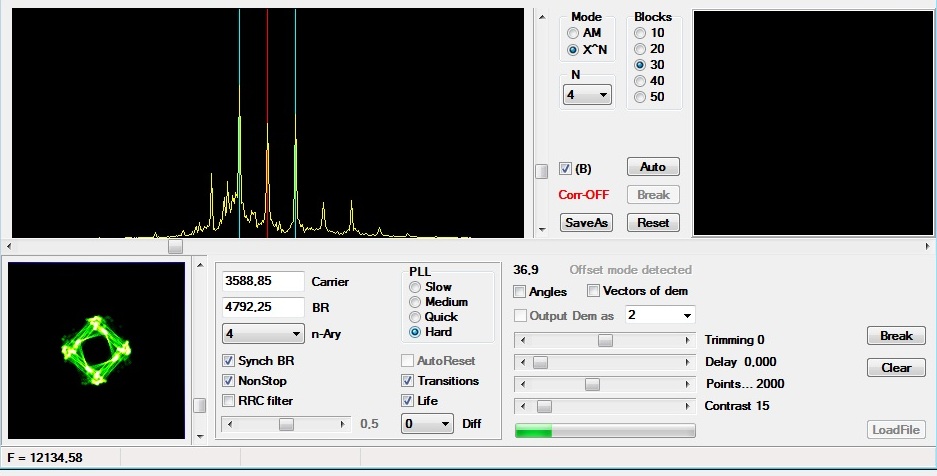 Mode
AM
X^N
N
4
Blocks
10
20
30
40
50
(B)
Auto
Corr-OFF
Break
SaveAs
Reset
3588,85 Carrier
4792,25 BR
4 n-Ary
Synch BR
NonStop
RRC filter
0,5
PLL
Slow
Medium
Quick
Hard
AutoReset
Transitions
Life
0 Diff
36,9 Offset mode detected
Angles Vectors of dem
Output Dem as 2
Trimming 0
Delay 0,000
Points... 2000
Contrast 15
Break
Clear
LoadFile
F = 12134,58